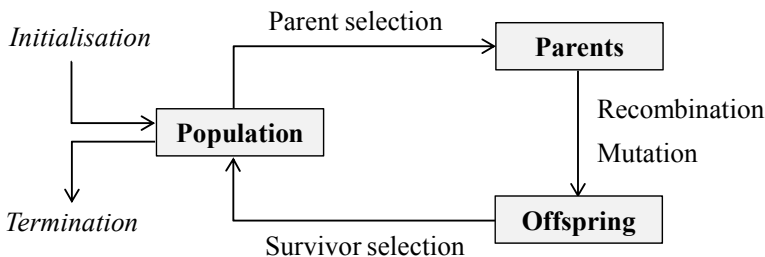 Initialisation
Parent selection
Parents
Recombination
Mutation
Population
Termination
Offspring
Survivor selection